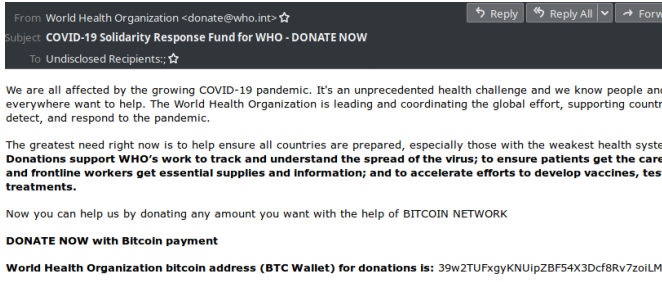 From World Health Organization <donate@who.int>
Reply Reply All
Subject COVID-19 Solidarity Response Fund for WHO - DONATE NOW
To Undisclosed Recipients:;
We are all affected by the growing COVID-19 pandemic. It's an unprecedented health challenge and we know people
everywhere want to help. The World Health Organization is leading and coordinating the global effort, supporting
detect, and respond to the pandemic.
The greatest need right now is to help ensure all countries are prepared, especially those with the weakest health
Donations support WHO's work to track and understand the spread of the virus; to ensure patients get the care
and frontline workers get essential supplies and information; and to accelerate efforts to develop vaccines,
treatments.
Now you can help us by donating any amount you want with the help of BITCOIN NETWORK
DONATE NOW with Bitcoin payment
World Health Organization bitcoin address (BTC Wallet) for donations is: 39w2TUFxgyKNUipZBF54X3Dcf8Rv7zoiLM